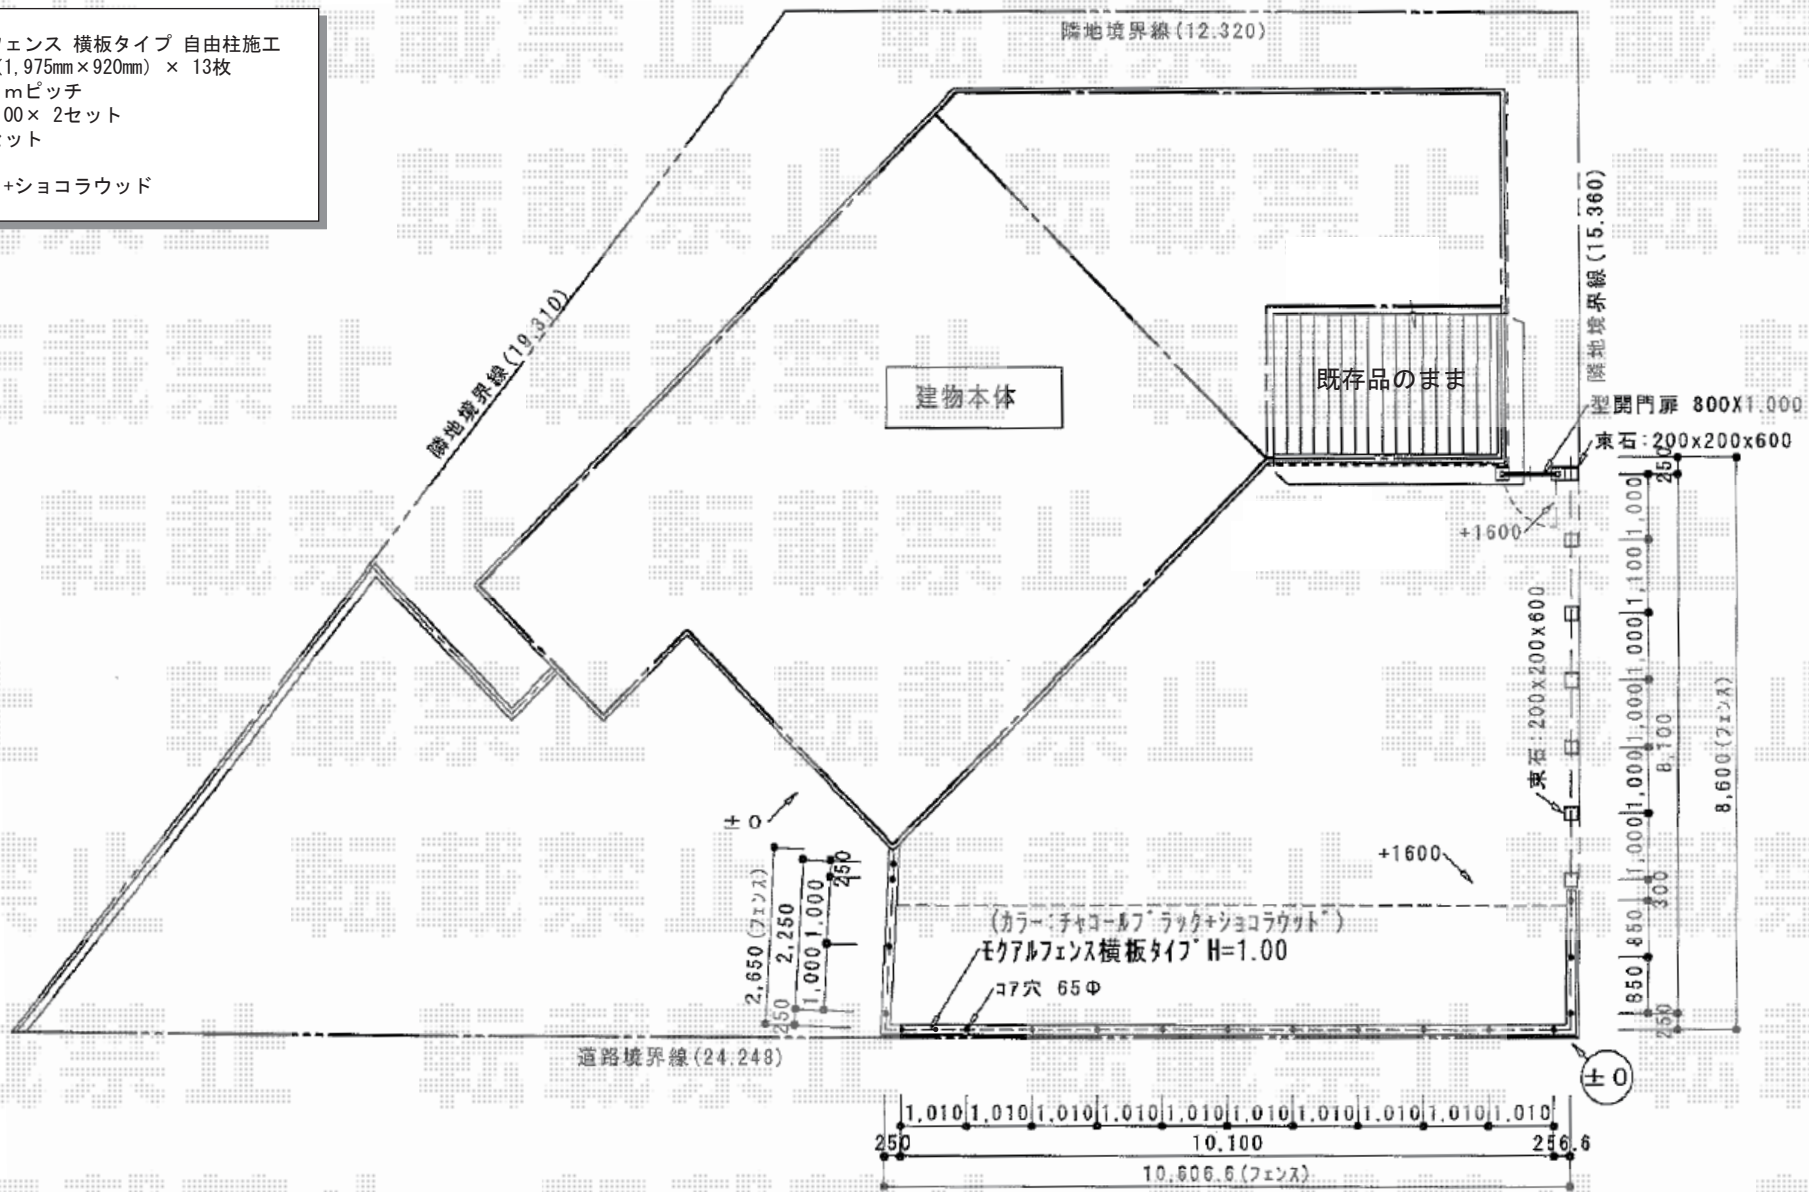 ェンス 横板タイプ 自由柱施工
(1,975mm×920mm) × 13枚
mピッチ
00× 2セット
セット
+ショコラウッド
隣地境界線(12.320)
隣地境界線(15.360)
隣地境界線(19.310)
建物本体
既存品のまま
型開門扉 800X1.000
束石:200x200x600
+1600
250
1,000
1,100
1,000
1,000
1,000
1,000
300
850
850
250
8,100
8,600(フェンス)
束石:200x200x600
+1600
±0
2,650(フェンス)
2,250
250
1,000
1,000
250
(カラー:チャコールブラック+ショコラウッド)
モクアルフェンス横板タイプ H=1.00
コア穴 65Φ
道路境界線(24.248)
±0
1,010 1,010 1,010 1,010 1,010 1,010 1,010 1,010 1,010 1,010
250 10,100 256.6
10,606.6(フェンス)
転載禁止